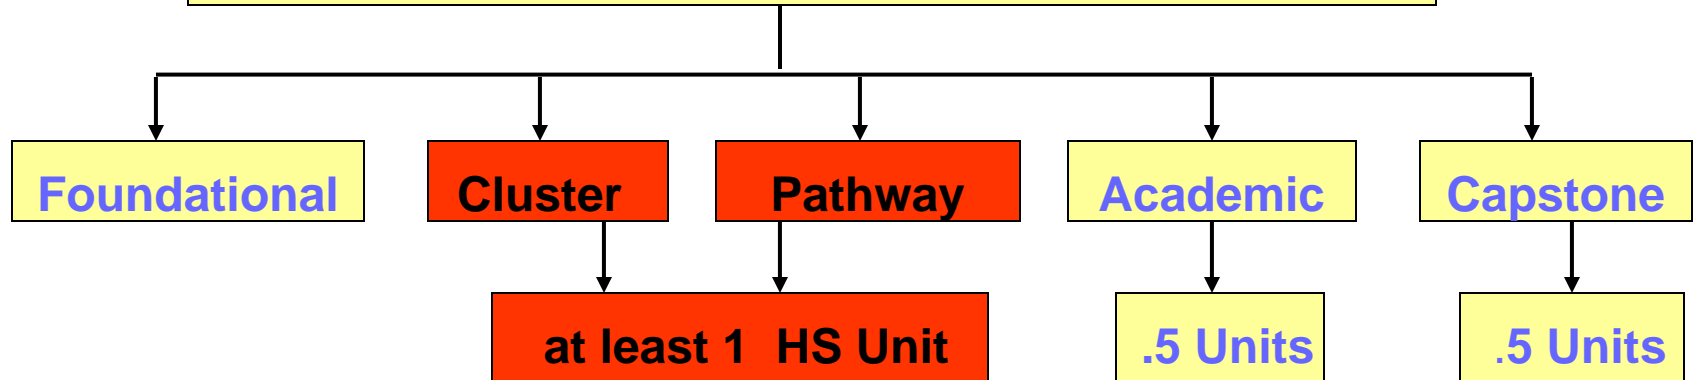 Foundational
Cluster
Pathway
Academic
Capstone
at least 1 HS Unit
.5 Units
.5 Units